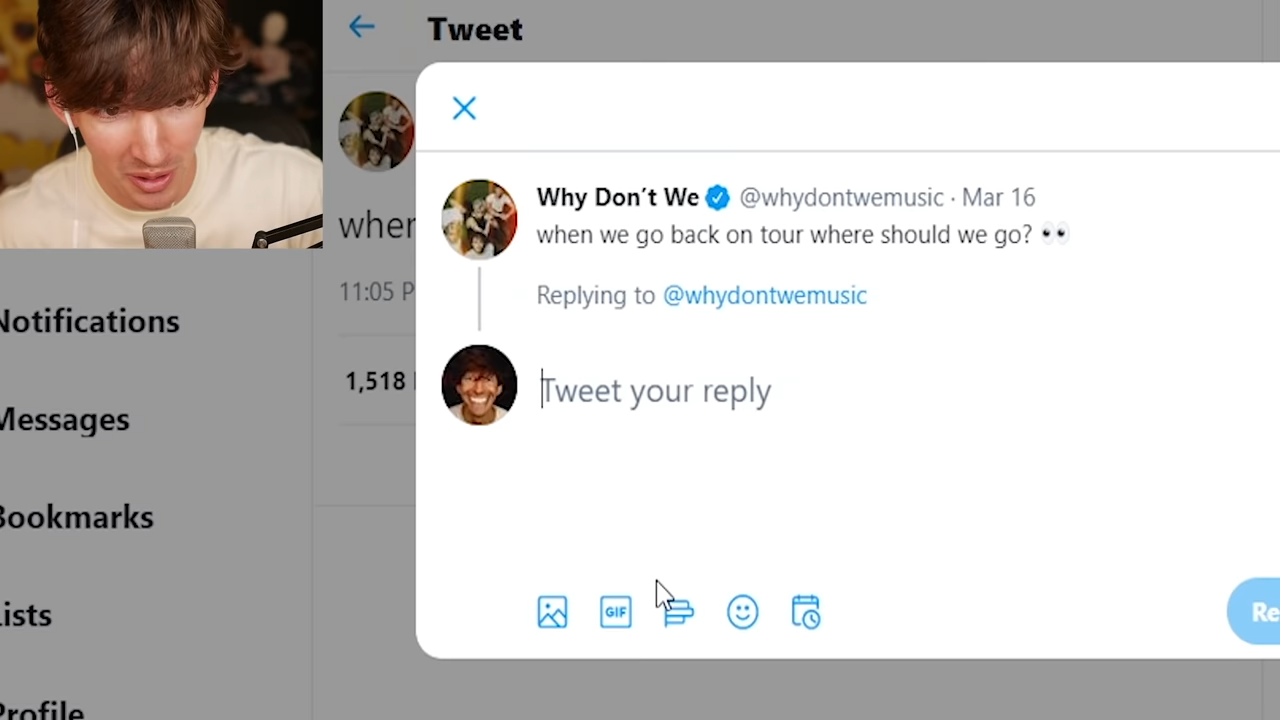 Tweet
Why Don't We @whydontwemusic · Mar 16
when we go back on tour where should we go? 👀
Replying to @whydontwemusic
Tweet your reply
GIF
Re
wher
11:05 P
1,518
Notifications
Messages
Bookmarks
Lists
Profile